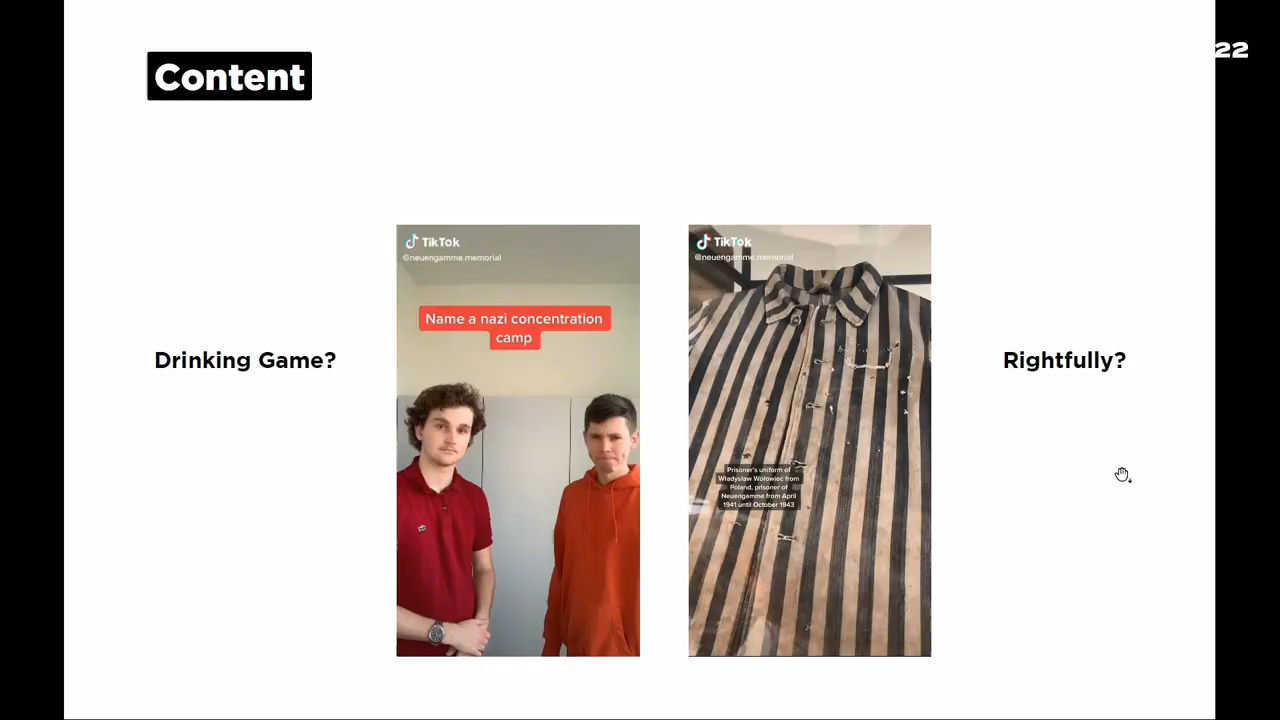 22
Content
TikTok
@neuengamme.memorial
Name a nazi concentration
camp
TikTok
@neuengamme.memorial
Drinking Game?
Rightfully?
Prisoner's uniform of
Władysław Wołowiec from
Poland, prisoner of
Neuengamme from April
1941 until October 1943